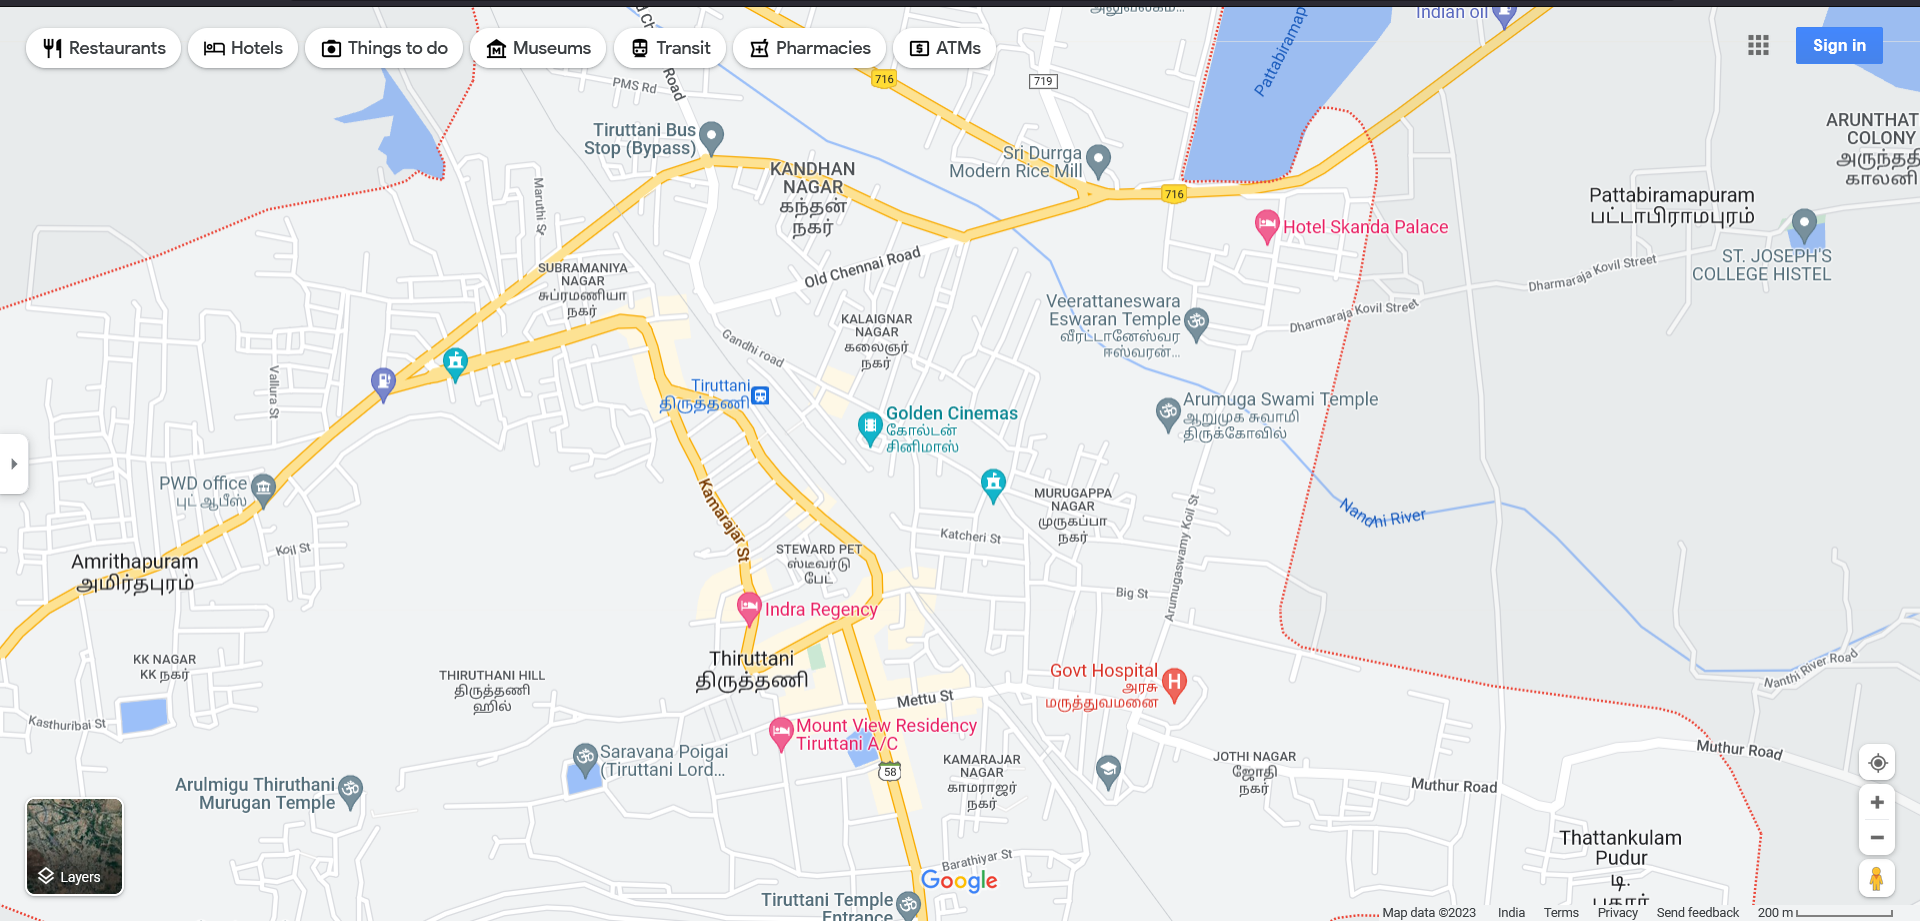 Indian oil
Restaurants
Hotels
Things to do
Museums
Transit
Pharmacies
ATMs
Sign in
716
719
Road
PMS Rd
Pattabiramap
Tiruttani Bus
Stop (Bypass)
KANDHAN
NAGAR
கந்தன்
நகர்
Sri Durrga
Modern Rice Mill
716
ARUNTHAT
COLONY
அருந்ததி
காலனி
Pattabiramapuram
பட்டாபிராமபுரம்
Hotel Skanda Palace
ST. JOSEPH'S
COLLEGE HISTEL
Maruthi St
Old Chennai Road
SUBRAMANIYA
NAGAR
சுப்ரமணியா
நகர்
Dharmaraja Kovil Street
Dharmaraja Kovil Street
Veerattaneswara
Eswaran Temple
வீரட்டானேஸ்வர
ஈஸ்வரன்...
KALAIGNAR
NAGAR
கலைஞர்
நகர்
Gandhi road
Vallura St
Tiruttani
திருத்தணி
Golden Cinemas
கோல்டன்
சினிமாஸ்
Arumuga Swami Temple
ஆறுமுக சுவாமி
திருக்கோவில்
PWD office
புட் ஆபீஸ்
Kamarajar St
MURUGAPPA
NAGAR
முருகப்பா
நகர்
Nandhi River
Arumugaswamy Koil St
Katcheri St
Koil St
STEWARD PET
ஸ்டீவர்டு
பேட்
Amrithapuram
அமிர்தபுரம்
Big St
Indra Regency
KK NAGAR
KK நகர்
Thiruttani
திருத்தணி
THIRUTHANI HILL
திருத்தணி
ஹில்
Govt Hospital
அரசு
மருத்துவமனை
Nanthi River Road
Mettu St
Kasthuribai St
Mount View Residency
Tiruttani A/C
Saravana Poigai
(Tiruttani Lord...
KAMARAJAR
NAGAR
காமராஜர்
நகர்
58
JOTHI NAGAR
ஜோதி
நகர்
Muthur Road
Muthur Road
Arulmigu Thiruthani
Murugan Temple
Thattankulam
Pudur
டி.
Layers
Barathiyar St
Google
Tiruttani Temple
Entrance
Map data ©2023
India
Terms
Privacy
Send feedback
200 m